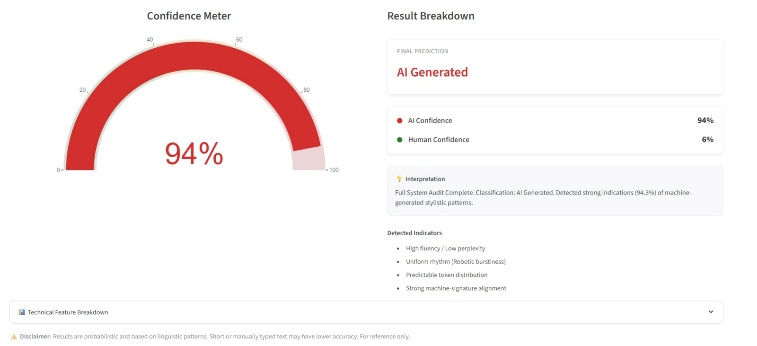 Confidence Meter
Result Breakdown
40
60
FINAL PREDICTION
AI Generated
20
80
AI Confidence 94%
Human Confidence 6%
94%
0
100
Interpretation
Full System Audit Complete. Classification: AI Generated. Detected strong indications (94.3%) of machine-
generated stylistic patterns.
Detected Indicators
High fluency / Low perplexity
Uniform rhythm (Robotic burstiness)
Predictable token distribution
Strong machine-signature alignment
Technical Feature Breakdown
Disclaimer: Results are probabilistic and based on linguistic patterns. Short or manually typed text may have lower accuracy. For reference only.